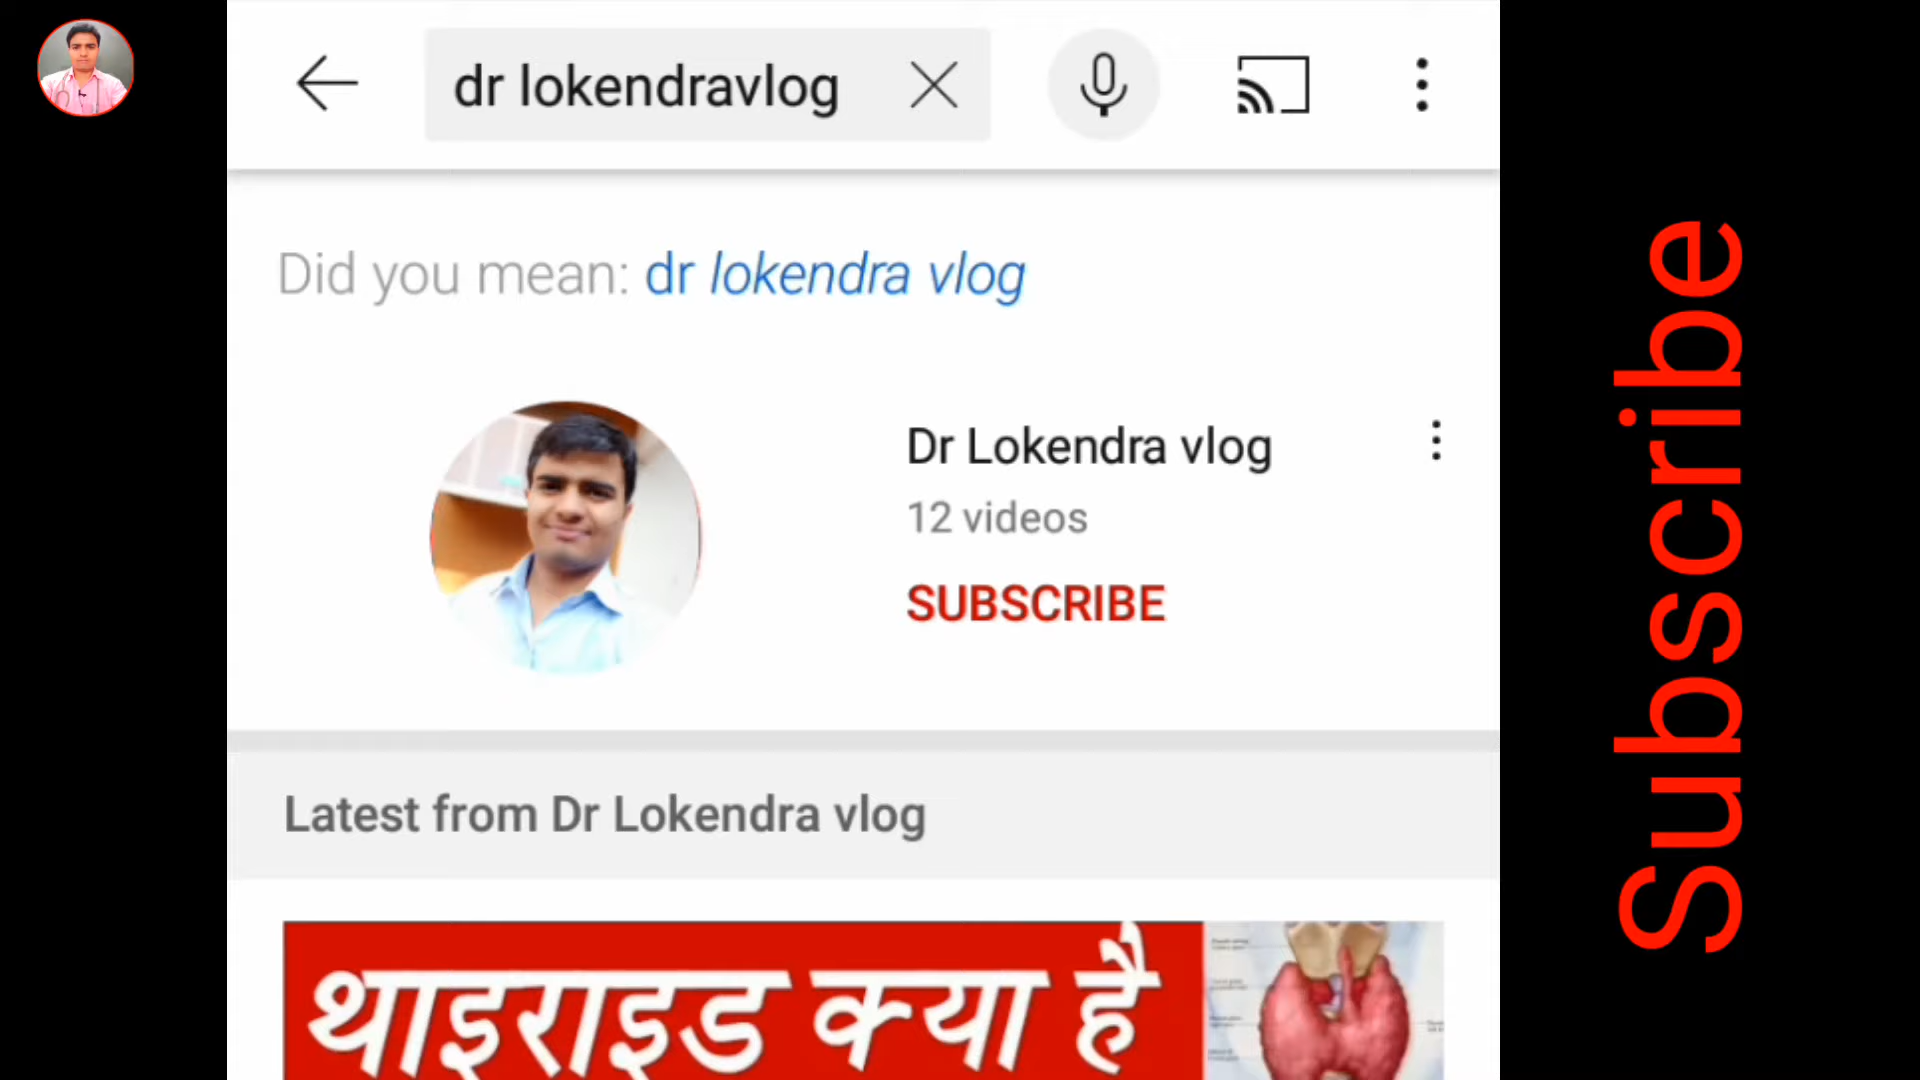 dr lokendravlog
Did you mean: dr lokendra vlog
Dr Lokendra vlog
12 videos
SUBSCRIBE
Latest from Dr Lokendra vlog
थाइराइड क्या है
Subscribe